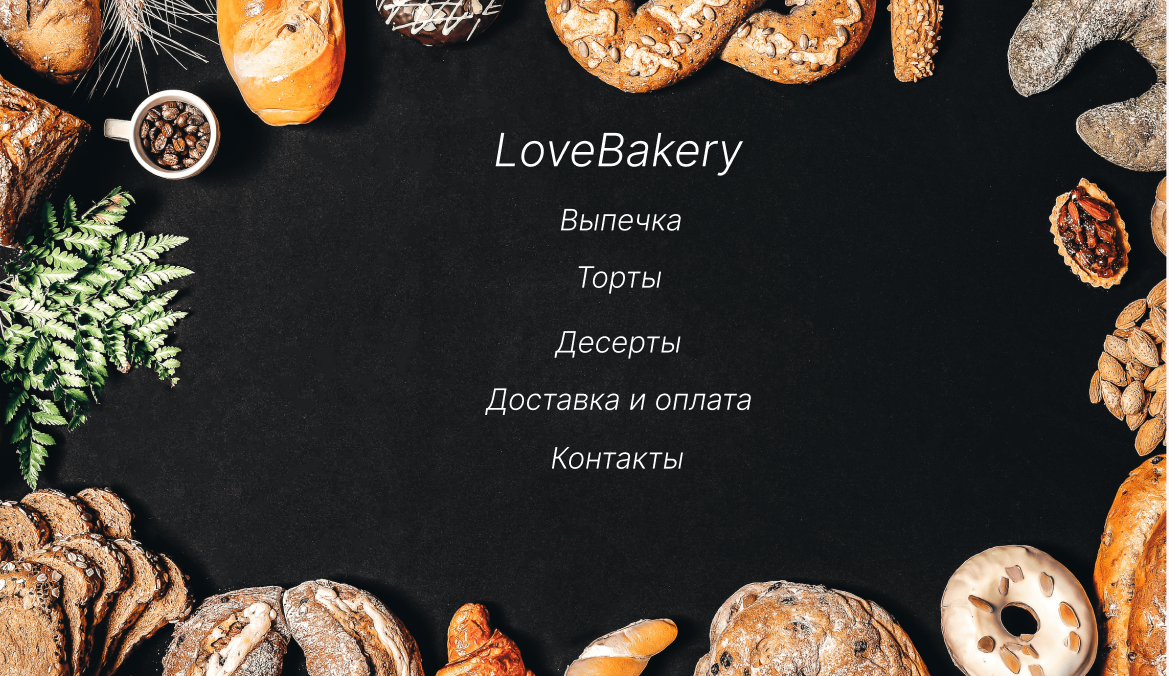 LoveBakery
Выпечка
Торты
Десерты
Доставка и оплата
Контакты